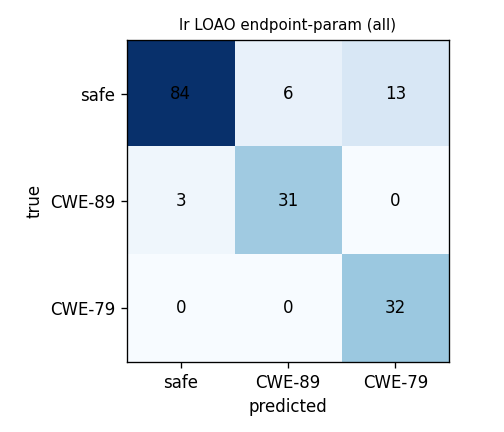 lr LOAO endpoint-param (all)
true
safe 84 6 13
CWE-89 3 31 0
CWE-79 0 0 32
safe CWE-89 CWE-79
predicted